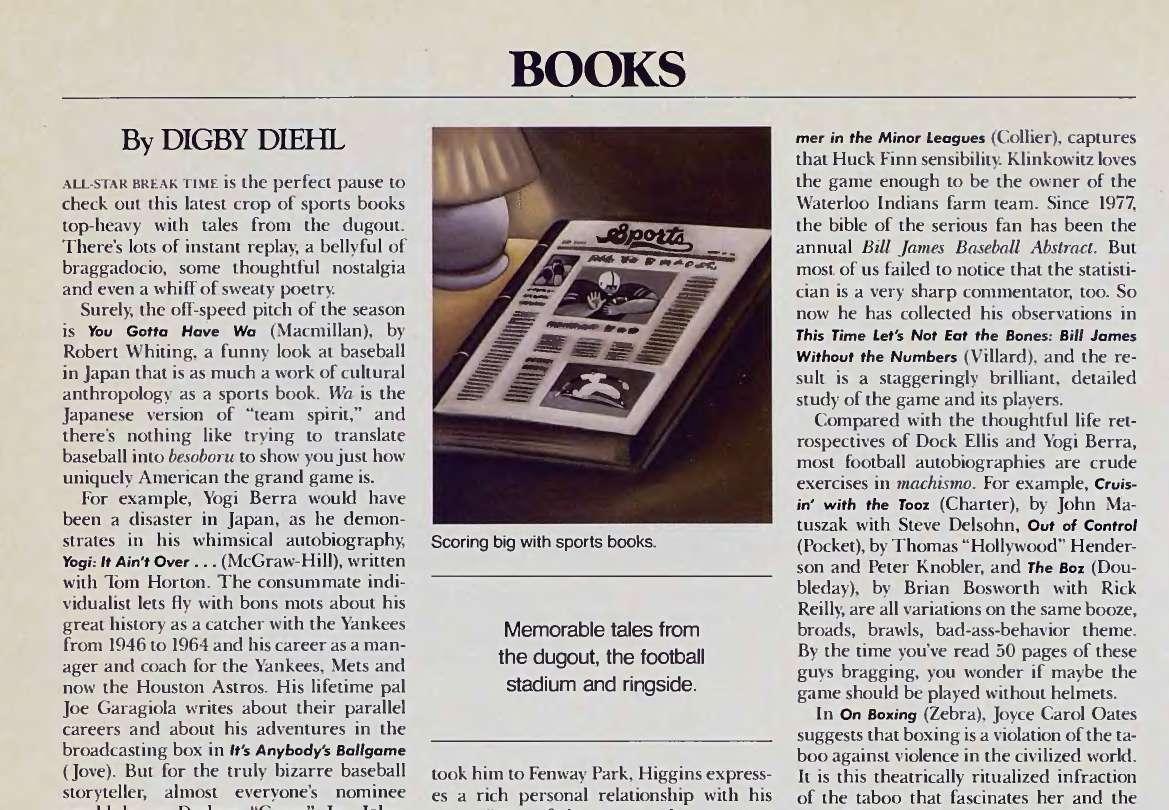 BOOKS
By DIGBY DIEHL
ALL-STAR BREAK TIME is the perfect pause to
check out this latest crop of sports books
top-heavy with tales from the dugout.
There's lots of instant replay, a bellyful of
braggadocio, some thoughtful nostalgia
and even a whiff of sweaty poetry.
Surely, the off-speed pitch of the season
is You Gotta Have Wa (Macmillan), by
Robert Whiting, a funny look at baseball
in Japan that is as much a work of cultural
anthropology as a sports book. Wa is the
Japanese version of "team spirit," and
there's nothing like trying to translate
baseball into besoboru to show you just how
uniquely American the grand game is.
For example, Yogi Berra would have
been a disaster in Japan, as he demon-
strates in his whimsical autobiography,
Yogi: It Ain't Over . . . (McGraw-Hill), written
with Tom Horton. The consummate indi-
vidualist lets fly with bons mots about his
great history as a catcher with the Yankees
from 1946 to 1964 and his career as a man-
ager and coach for the Yankees, Mets and
now the Houston Astros. His lifetime pal
Joe Garagiola writes about their parallel
careers and about his adventures in the
broadcasting box in It's Anybody's Ballgame
(Jove). But for the truly bizarre baseball
storyteller, almost everyone's nominee
Sports
Scoring big with sports books.
Memorable tales from
the dugout, the football
stadium and ringside.
took him to Fenway Park, Higgins express-
es a rich personal relationship with his
mer in the Minor Leagues (Collier), captures
that Huck Finn sensibility. Klinkowitz loves
the game enough to be the owner of the
Waterloo Indians farm team. Since 1977,
the bible of the serious fan has been the
annual Bill James Baseball Abstract. But
most of us failed to notice that the statisti-
cian is a very sharp commentator, too. So
now he has collected his observations in
This Time Let's Not Eat the Bones: Bill James
Without the Numbers (Villard), and the re-
sult is a staggeringly brilliant, detailed
study of the game and its players.
Compared with the thoughtful life ret-
rospectives of Dock Ellis and Yogi Berra,
most football autobiographies are crude
exercises in machismo. For example, Cruis-
in' with the Tooz (Charter), by John Ma-
tuszak with Steve Delsohn, Out of Control
(Pocket), by Thomas "Hollywood" Hender-
son and Peter Knobler, and The Boz (Dou-
bleday), by Brian Bosworth with Rick
Reilly, are all variations on the same booze,
broads, brawls, bad-ass-behavior theme.
By the time you've read 50 pages of these
guys bragging, you wonder if maybe the
game should be played without helmets.
In On Boxing (Zebra), Joyce Carol Oates
suggests that boxing is a violation of the ta-
boo against violence in the civilized world.
It is this theatrically ritualized infraction
of the taboo that fascinates her and the